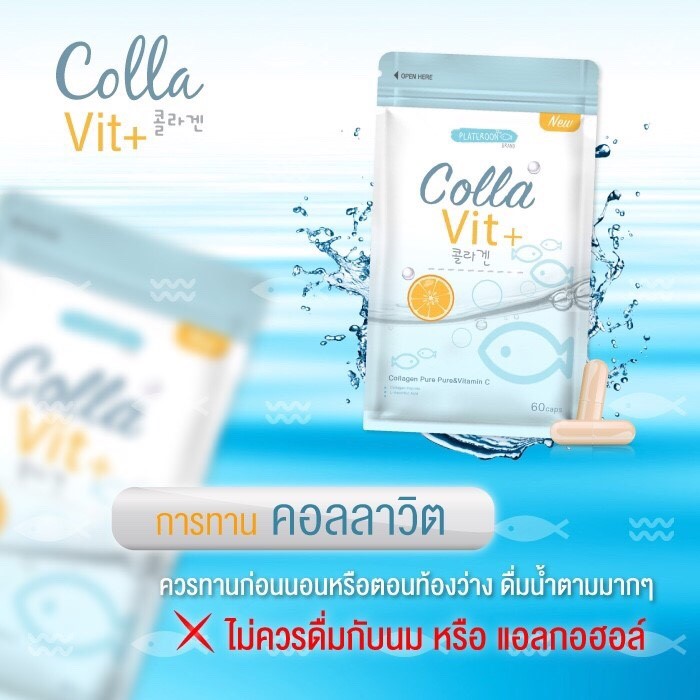 Colla
Vit+ 콜라겐
OPEN HERE
New
PLATEROON
Colla
Vit+
콜라겐
Collagen Pure Pure&Vitamin C
60caps
Colla
Vit+
การทาน คอลลาวิต
ควรทานก่อนนอนหรือตอนท้องว่าง ดื่มน้ำตามมากๆ
ไม่ควรดื่มกับนม หรือ แอลกอฮอล์